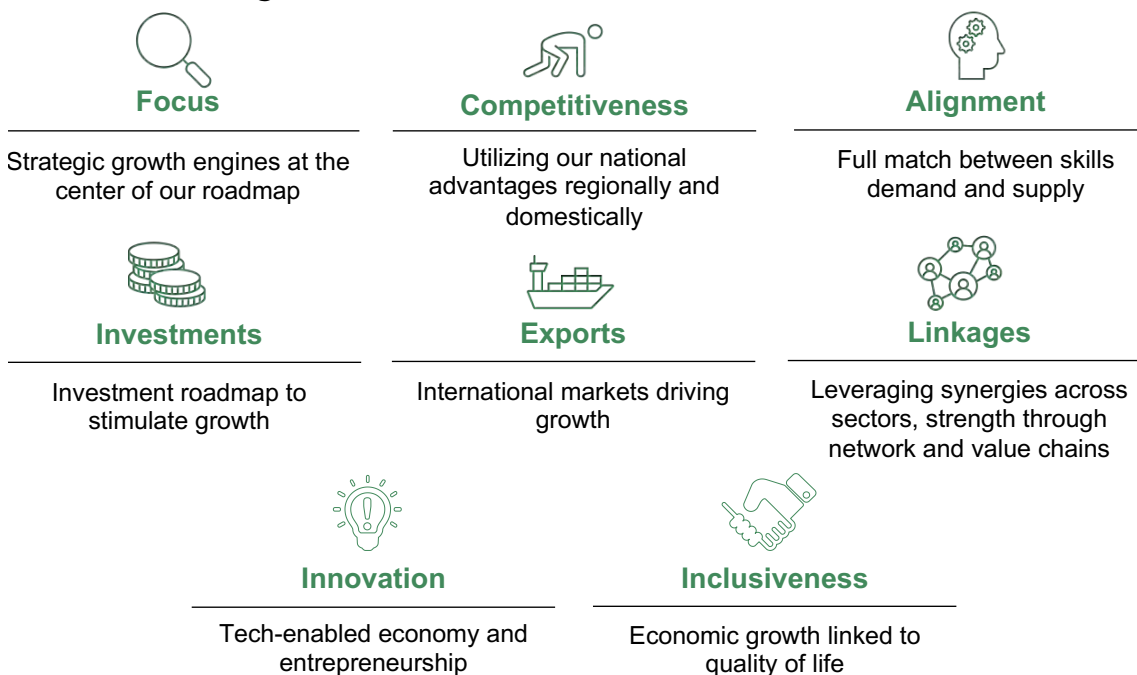 Focus
Strategic growth engines at the
center of our roadmap
Competitiveness
Utilizing our national
advantages regionally and
domestically
Alignment
Full match between skills
demand and supply
Investments
Investment roadmap to
stimulate growth
Exports
International markets driving
growth
Linkages
Leveraging synergies across
sectors, strength through
network and value chains
Innovation
Tech-enabled economy and
entrepreneurship
Inclusiveness
Economic growth linked to
quality of life